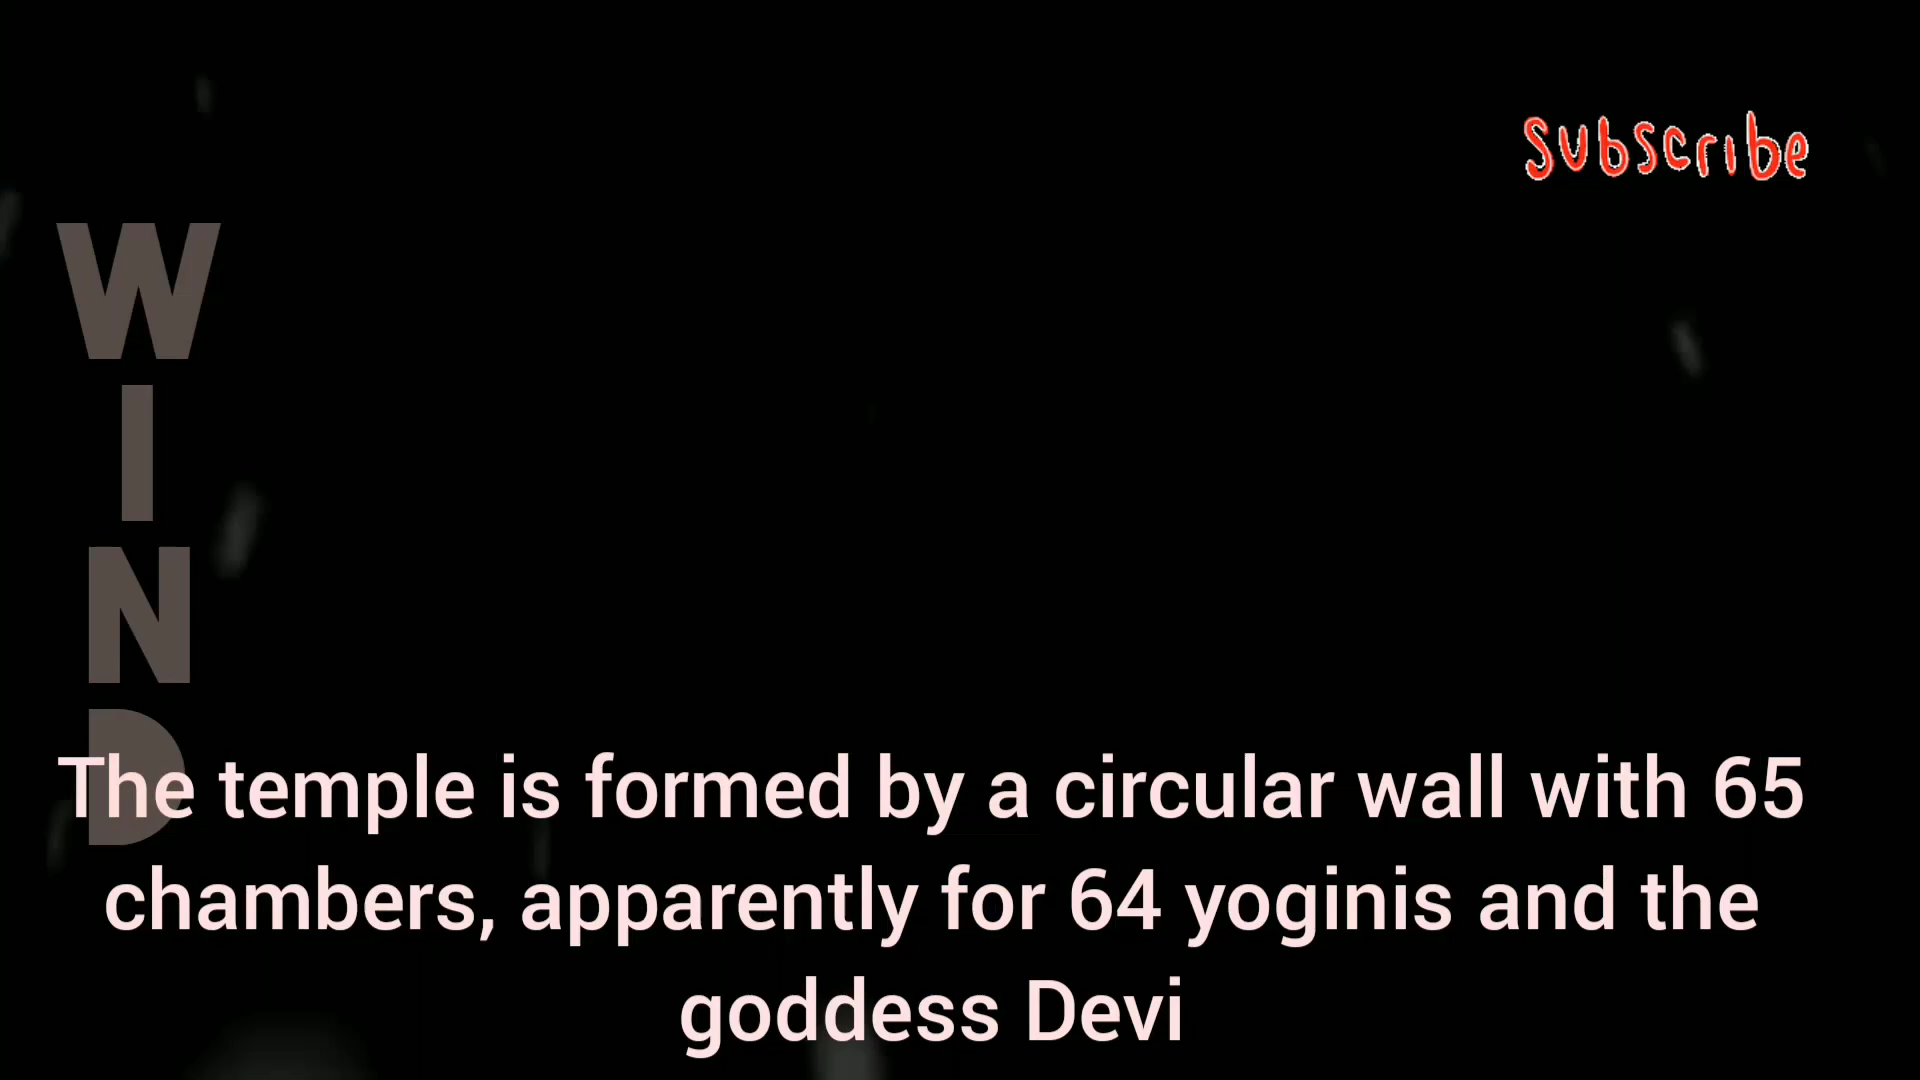 Subscribe
WIND
The temple is formed by a circular wall with 65
chambers, apparently for 64 yoginis and the
goddess Devi